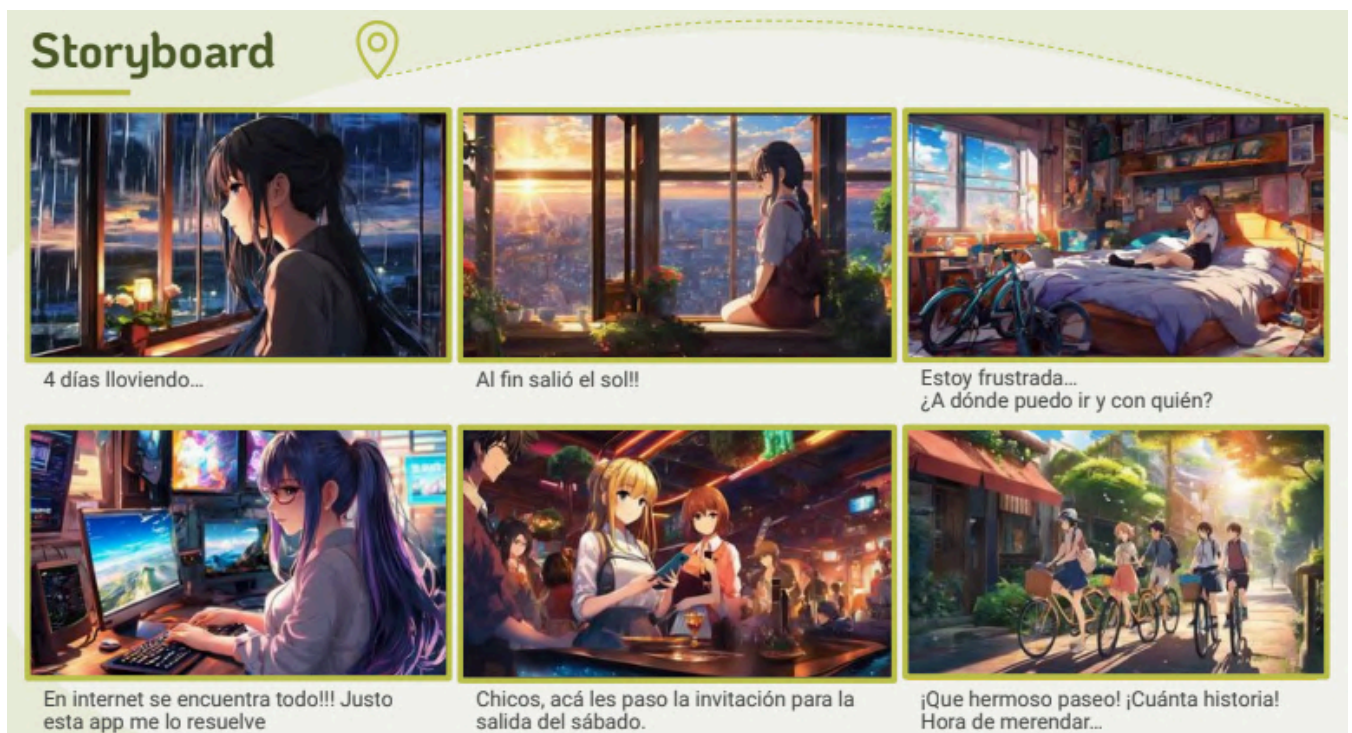 Storyboard
4 días lloviendo...
Al fin salió el sol!!
Estoy frustrada...
¿A dónde puedo ir y con quién?
En internet se encuentra todo!!! Justo
esta app me lo resuelve
Chicos, acá les paso la invitación para la
salida del sábado.
¡Que hermoso paseo! ¡Cuánta historia!
Hora de merendar...